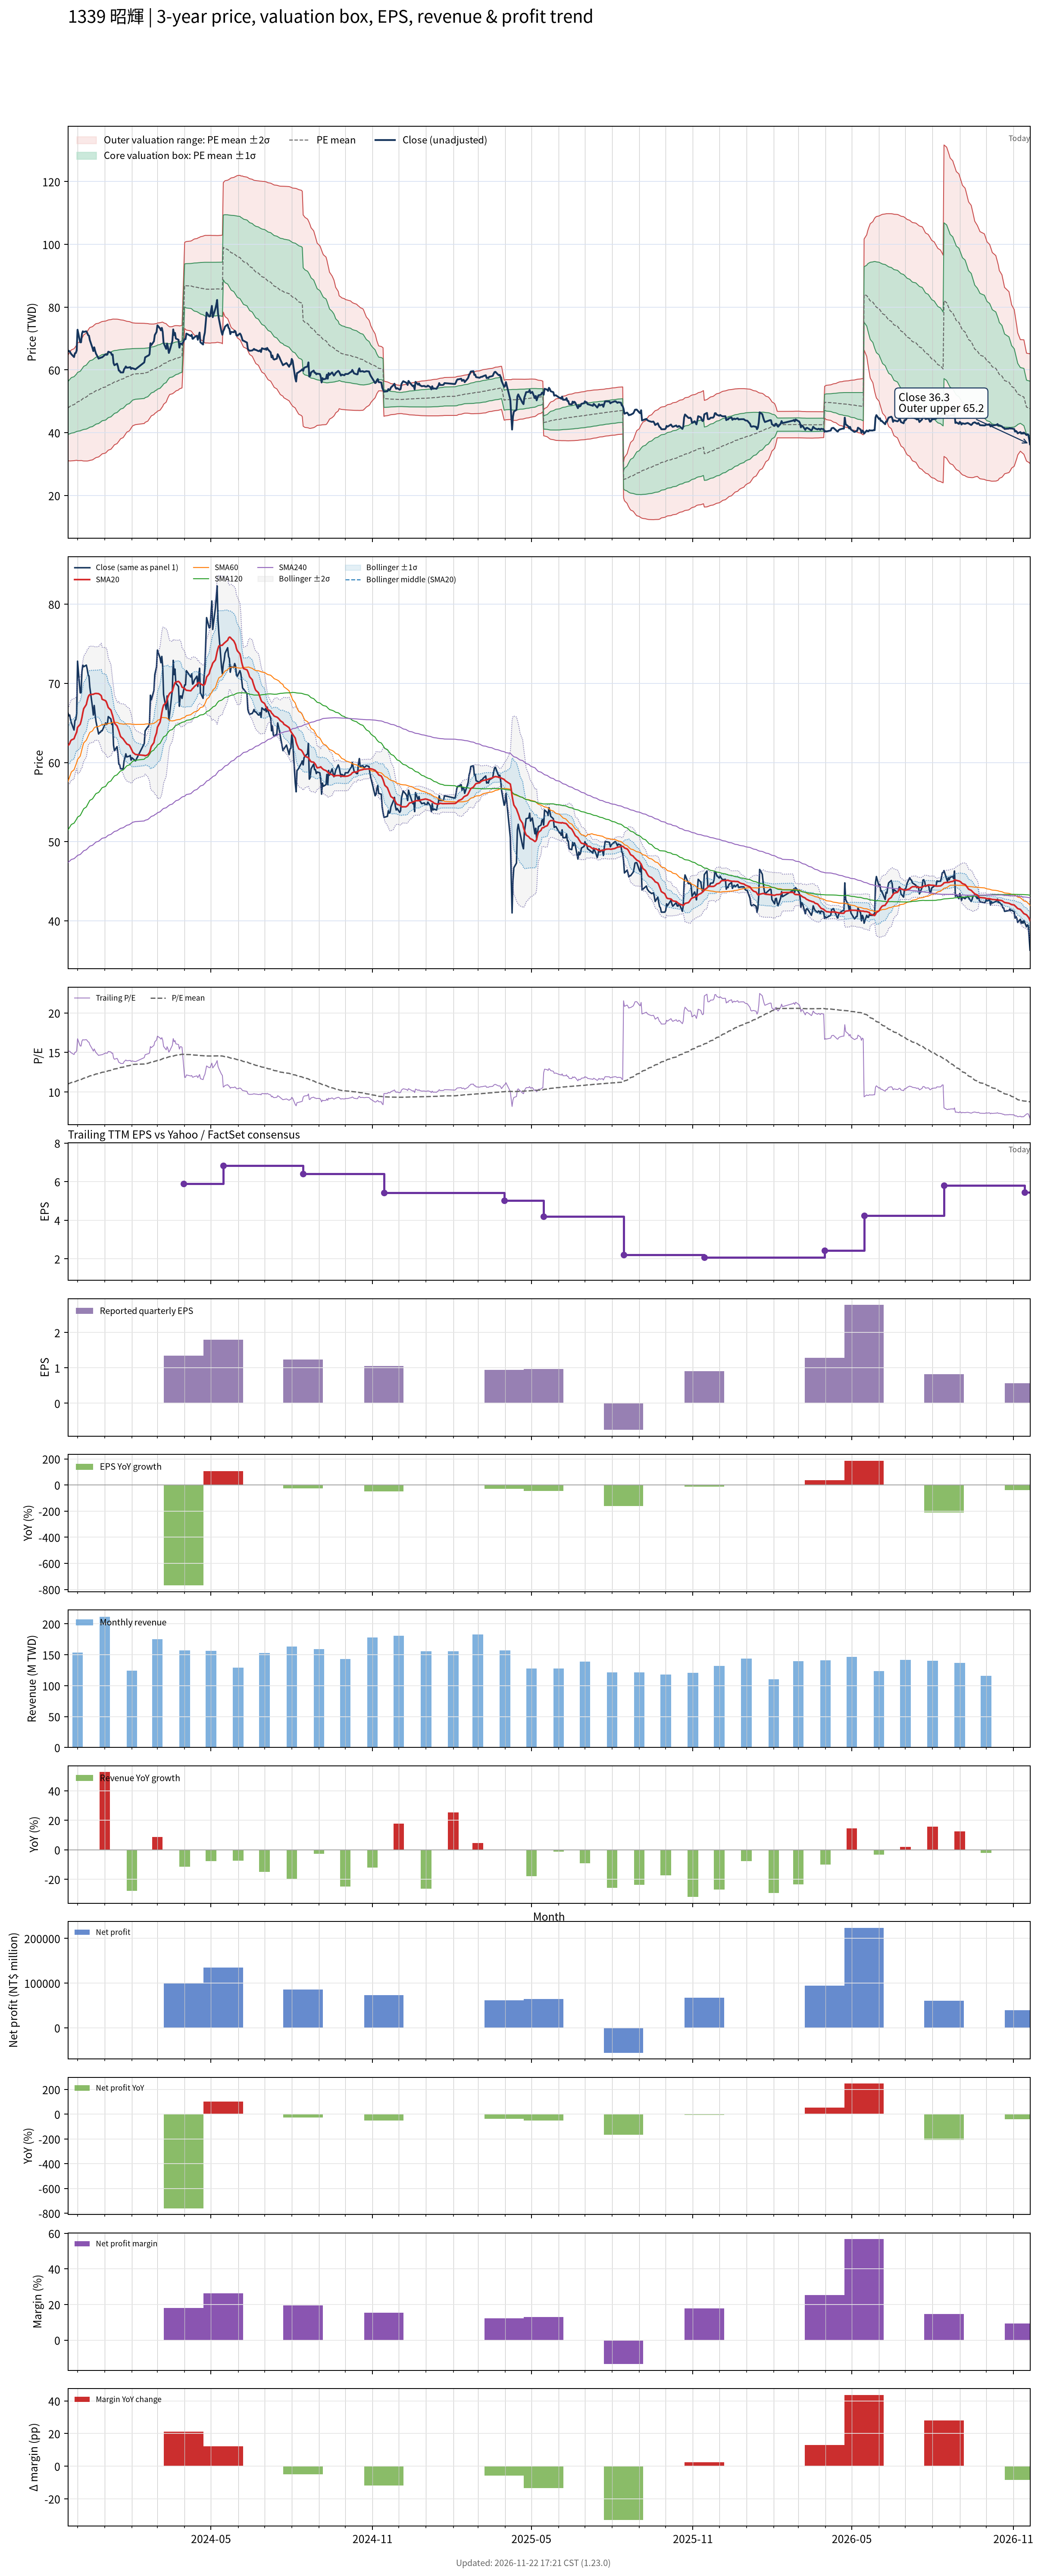 1339 昭輝 | 3-year price, valuation box, EPS, revenue & profit trend
Outer valuation range: PE mean ±2σ
PE mean
Close (unadjusted)
Core valuation box: PE mean ±1σ
Today
Price (TWD)
120
100
80
60
40
20
Close 36.3
Outer upper 65.2
Close (same as panel 1)
SMA60
SMA240
Bollinger ±1σ
SMA20
SMA120
Bollinger ±2σ
Bollinger middle (SMA20)
Price
80
70
60
50
40
Trailing P/E
P/E mean
P/E
20
15
10
Trailing TTM EPS vs Yahoo / FactSet consensus
Today
EPS
8
6
4
2
Reported quarterly EPS
EPS
2
1
0
EPS YoY growth
YoY (%)
200
0
-200
-400
-600
-800
Monthly revenue
Revenue (M TWD)
200
150
100
50
0
Revenue YoY growth
YoY (%)
40
20
0
-20
Month
Net profit
Net profit (NT$ million)
200000
100000
0
Net profit YoY
YoY (%)
200
0
-200
-400
-600
-800
Net profit margin
Margin (%)
60
40
20
0
Margin YoY change
Δ margin (pp)
40
20
0
-20
2024-05
2024-11
2025-05
2025-11
2026-05
2026-11
Updated: 2026-11-22 17:21 CST (1.23.0)